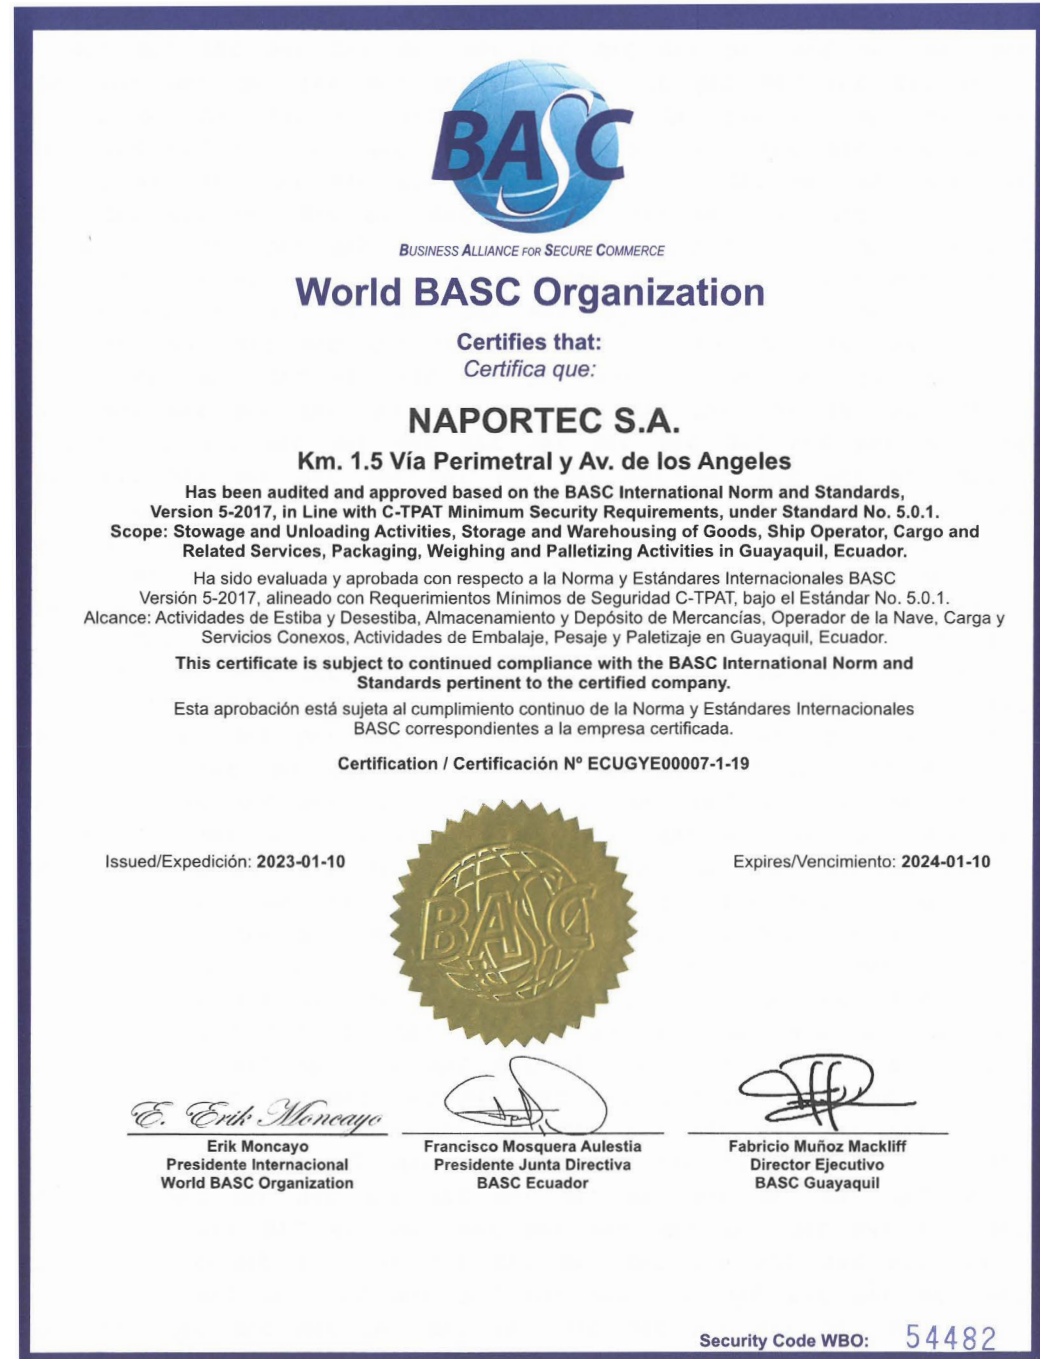 BASC
BUSINESS ALLIANCE FOR SECURE COMMERCE
World BASC Organization
Certifies that:
Certifica que:
NAPORTEC S.A.
Km. 1.5 Vía Perimetral y Av. de los Angeles
Has been audited and approved based on the BASC International Norm and Standards,
Version 5-2017, in Line with C-TPAT Minimum Security Requirements, under Standard No. 5.0.1.
Scope: Stowage and Unloading Activities, Storage and Warehousing of Goods, Ship Operator, Cargo and
Related Services, Packaging, Weighing and Palletizing Activities in Guayaquil, Ecuador.
Ha sido evaluada y aprobada con respecto a la Norma y Estándares Internacionales BASC
Versión 5-2017, alineado con Requerimientos Mínimos de Seguridad C-TPAT, bajo el Estándar No. 5.0.1.
Alcance: Actividades de Estiba y Desestiba, Almacenamiento y Depósito de Mercancías, Operador de la Nave, Carga y
Servicios Conexos, Actividades de Embalaje, Pesaje y Paletizaje en Guayaquil, Ecuador.
This certificate is subject to continued compliance with the BASC International Norm and
Standards pertinent to the certified company.
Esta aprobación está sujeta al cumplimiento continuo de la Norma y Estándares Internacionales
BASC correspondientes a la empresa certificada.
Certification / Certificación Nº ECUGYE00007-1-19
Issued/Expedición: 2023-01-10
Expires/Vencimiento: 2024-01-10
BASC
E. Erik Moncayo
Erik Moncayo
Presidente Internacional
World BASC Organization
Francisco Mosquera Aulestia
Presidente Junta Directiva
BASC Ecuador
Fabricio Muñoz Mackliff
Director Ejecutivo
BASC Guayaquil
Security Code WBO: 54482